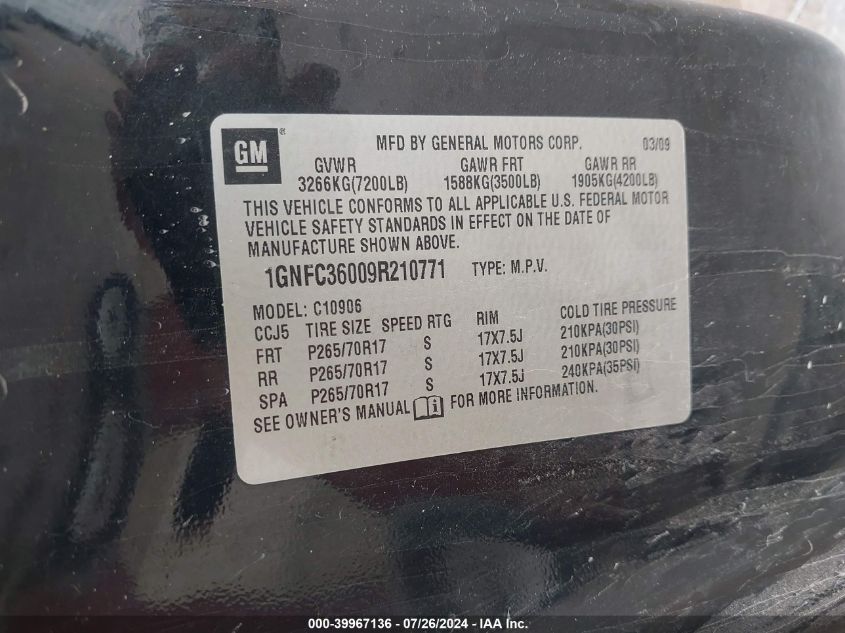 GM ®
MFD BY GENERAL MOTORS CORP. 03/09
GVWR GAWR FRT GAWR RR
3266KG(7200LB) 1588KG(3500LB) 1905KG(4200LB)
THIS VEHICLE CONFORMS TO ALL APPLICABLE U.S. FEDERAL MOTOR
VEHICLE SAFETY STANDARDS IN EFFECT ON THE DATE OF
MANUFACTURE SHOWN ABOVE.
1GNFC36009R210771 TYPE: M.P.V.
MODEL: C10906
CCJ5 TIRE SIZE SPEED RTG RIM COLD TIRE PRESSURE
FRT P265/70R17 S 17X7.5J 210KPA(30PSI)
RR P265/70R17 S 17X7.5J 210KPA(30PSI)
SPA P265/70R17 S 17X7.5J 240KPA(35PSI)
SEE OWNER'S MANUAL i FOR MORE INFORMATION.
000-39967136 - 07/26/2024 - IAA Inc.